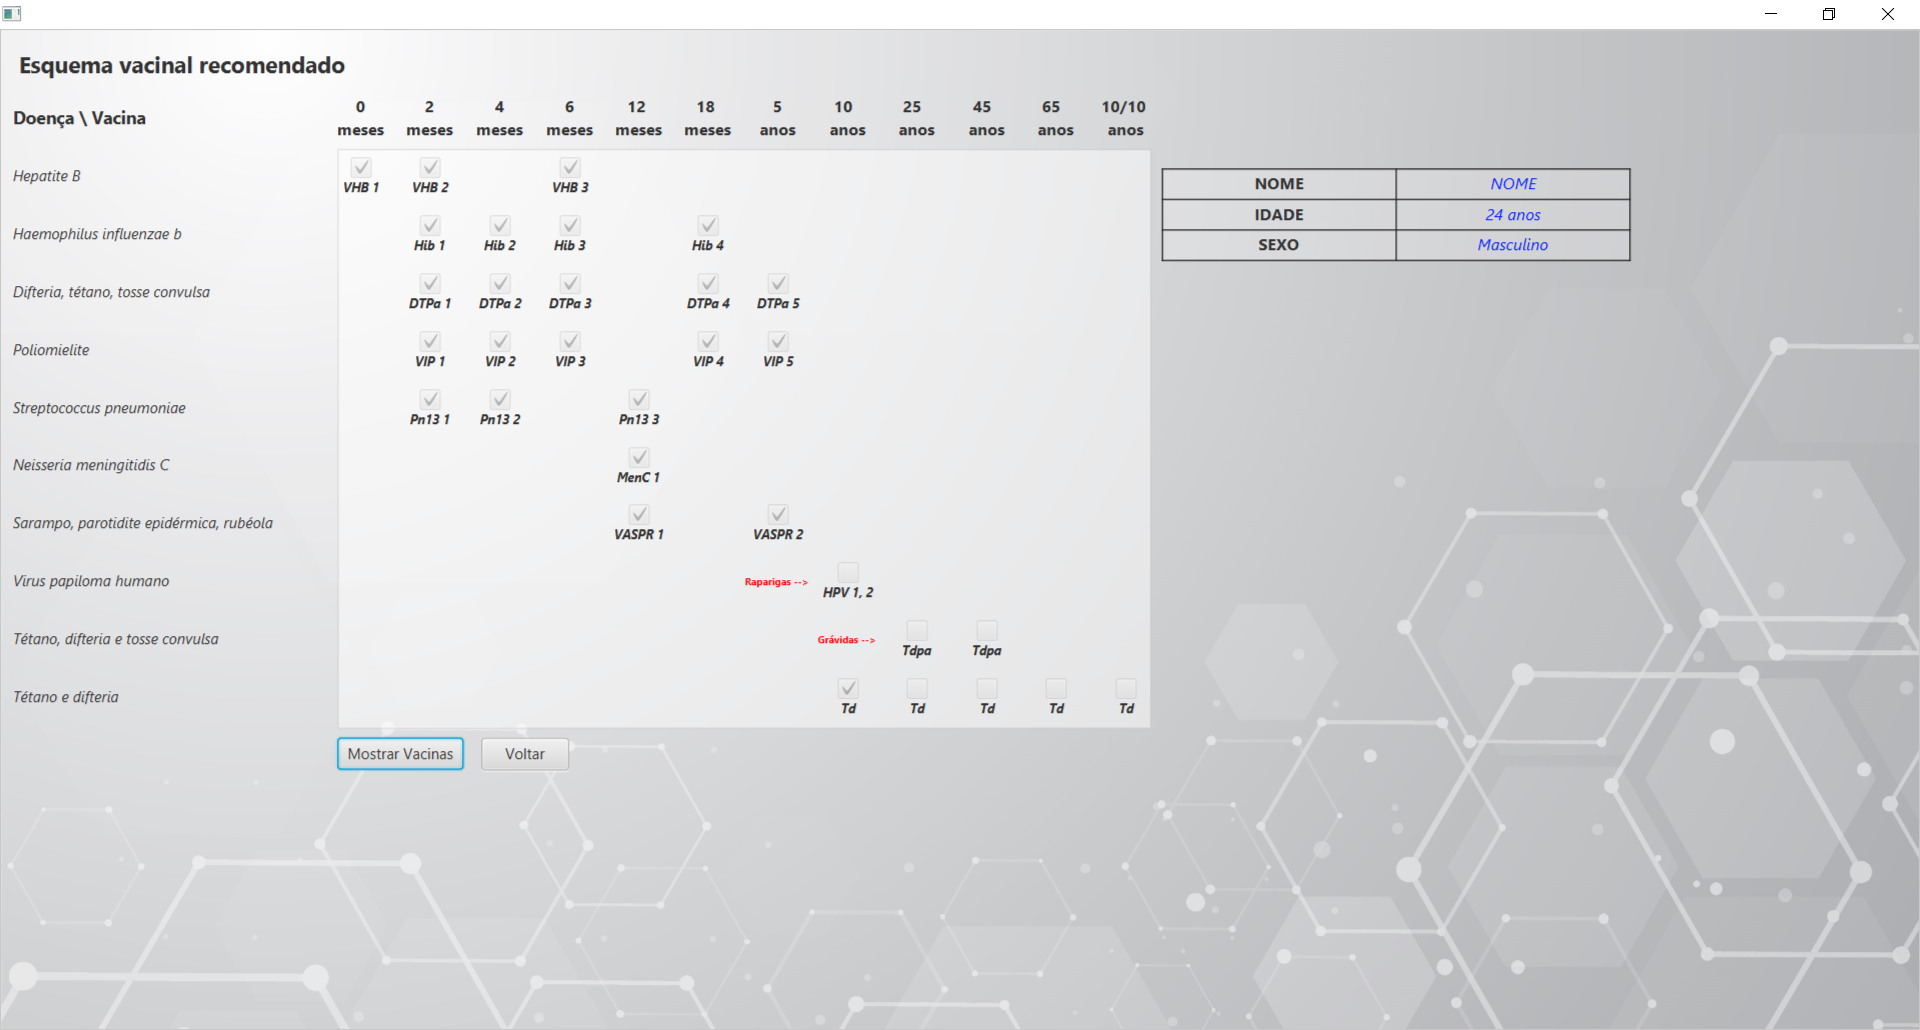 Esquema vacinal recomendado
Doença \ Vacina
0 2 4 6 12 18 5 10 25 45 65 10/10
meses meses meses meses meses meses anos anos anos anos anos anos
Hepatite B
VHB 1 VHB 2 VHB 3
Haemophilus influenzae b
Hib 1 Hib 2 Hib 3 Hib 4
Difteria, tétano, tosse convulsa
DTPa 1 DTPa 2 DTPa 3 DTPa 4 DTPa 5
Poliomielite
VIP 1 VIP 2 VIP 3 VIP 4 VIP 5
Streptococcus pneumoniae
Pn13 1 Pn13 2 Pn13 3
Neisseria meningitidis C
MenC 1
Sarampo, parotidite epidérmica, rubéola
VASPR 1 VASPR 2
Virus papiloma humano
Raparigas -->
HPV 1, 2
Tétano, difteria e tosse convulsa
Grávidas -->
Tdpa Tdpa
Tétano e difteria
Td Td Td Td Td
Mostrar Vacinas Voltar
NOME NOME
IDADE 24 anos
SEXO Masculino